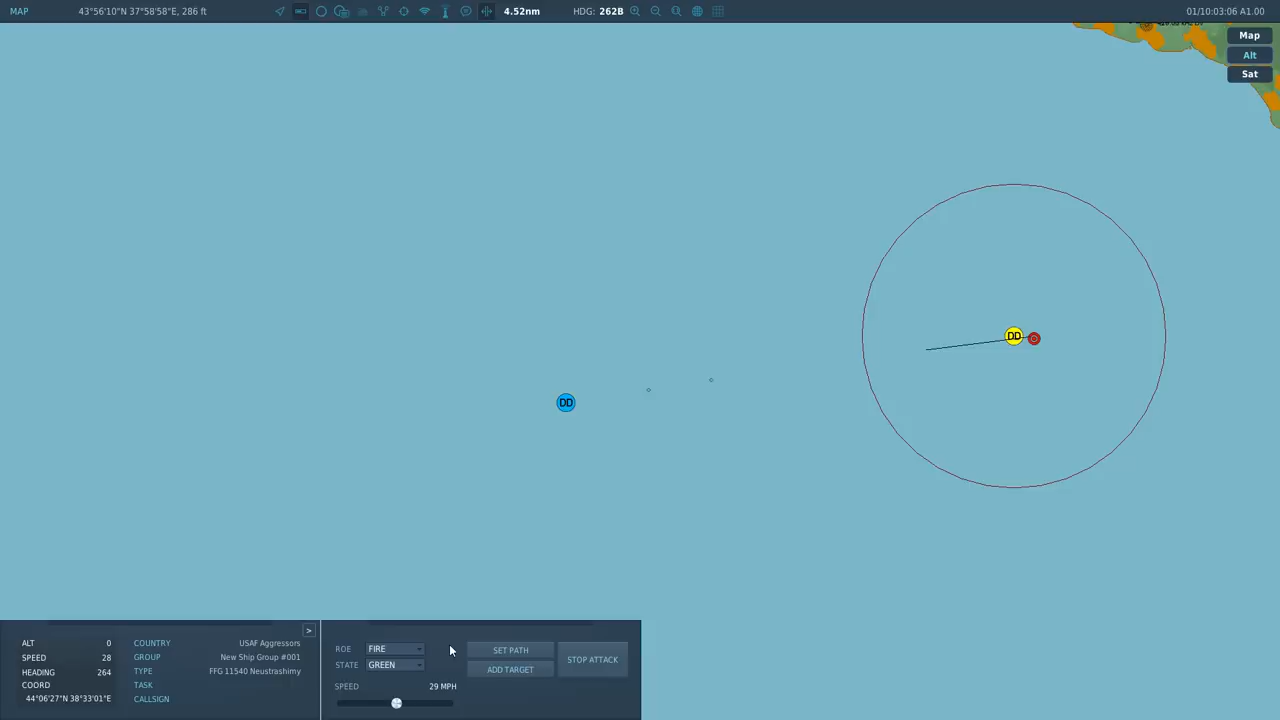 MAP 43°56'10"N 37°58'58"E, 286 ft 4.52nm HDG: 262B 01/10:03:06 A1.00
Map
Alt
Sat
DD
DD
>
ALT 0
SPEED 28
HEADING 264
COORD
44°06'27"N 38°33'01"E
COUNTRY USAF Aggressors
GROUP New Ship Group #001
TYPE FFG 11540 Neustrashimy
TASK
CALLSIGN
ROE FIRE
STATE GREEN
SPEED 29 MPH
SET PATH
ADD TARGET
STOP ATTACK